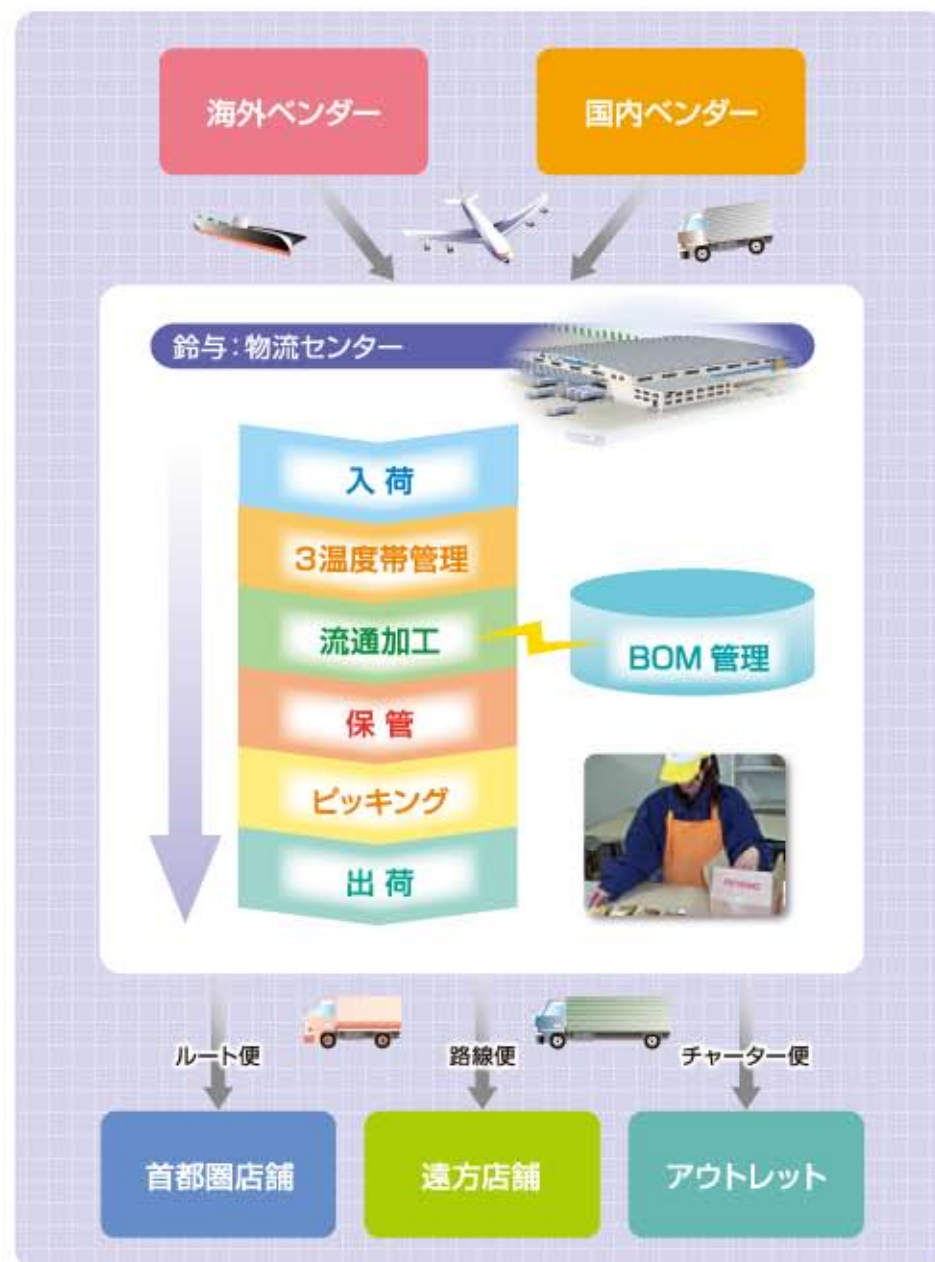 海外ベンダー
国内ベンダー
鈴与:物流センター
入荷
3温度帯管理
流通加工
BOM 管理
保管
ピッキング
出荷
ルート便
路線便
チャーター便
首都圏店舗
遠方店舗
アウトレット